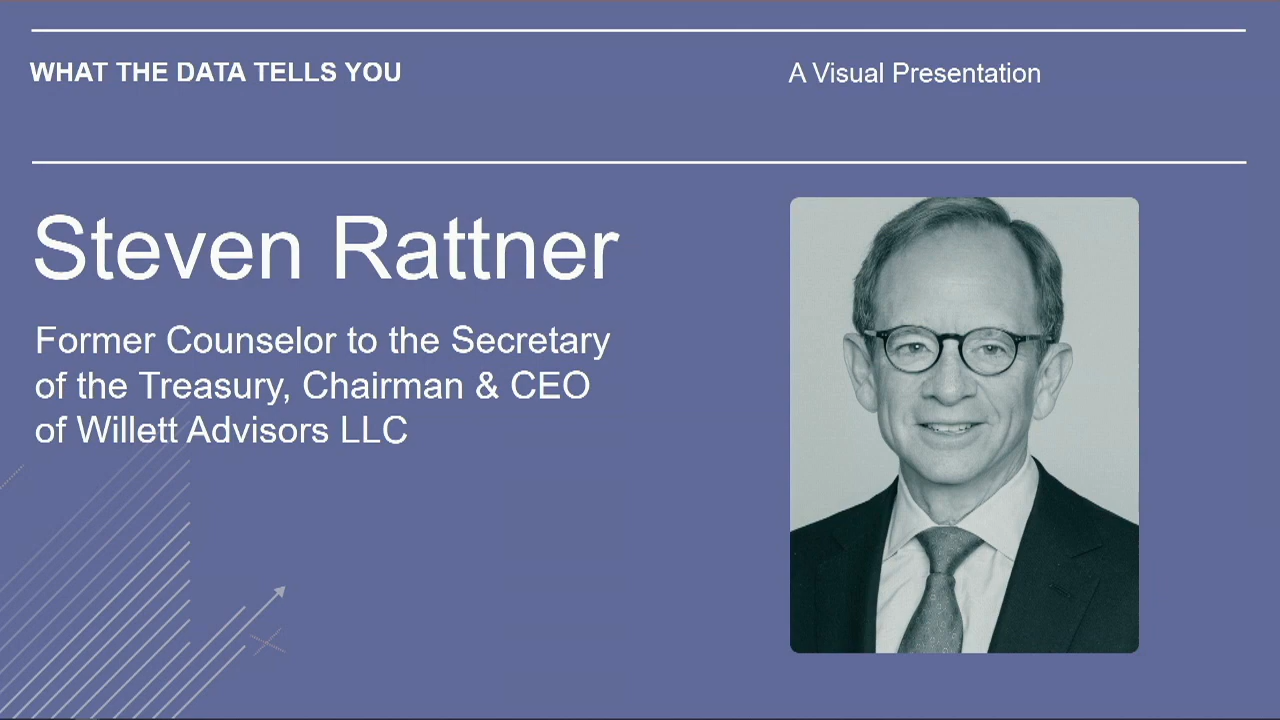 WHAT THE DATA TELLS YOU
A Visual Presentation
Steven Rattner
Former Counselor to the Secretary
of the Treasury, Chairman & CEO
of Willett Advisors LLC